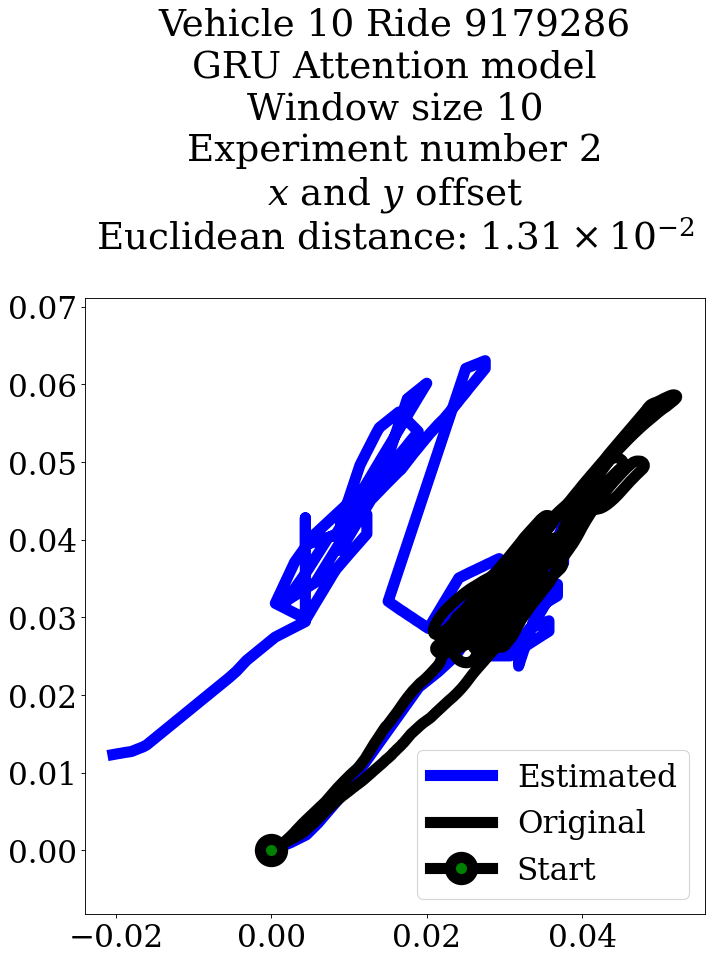 Vehicle 10 Ride 9179286
GRU Attention model
Window size 10
Experiment number 2
x and y offset
Euclidean distance: 1.31 × 10⁻²
0.07
0.06
0.05
0.04
0.03
0.02
0.01
0.00
Estimated
Original
Start
−0.02 0.00 0.02 0.04